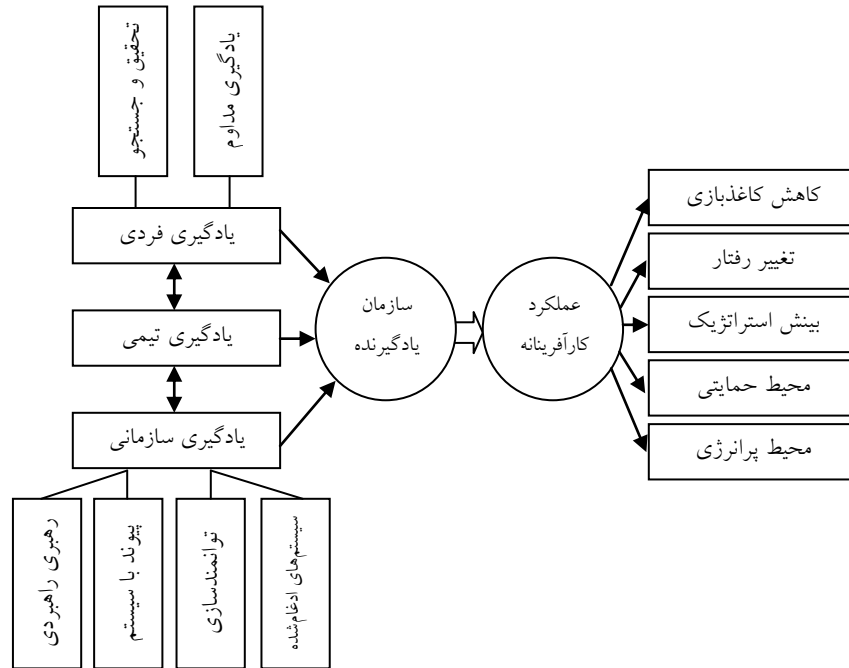 تحقیق و جستجو
یادگیری مداوم
یادگیری فردی
یادگیری تیمی
یادگیری سازمانی
رهبری راهبردی
پیوند با سیستم
توانمندسازی
سیستم‌های ادغام‌شده
سازمان
یادگیرنده
عملکرد
کارآفرینانه
کاهش کاغذبازی
تغییر رفتار
بینش استراتژیک
محیط حمایتی
محیط پرانرژی